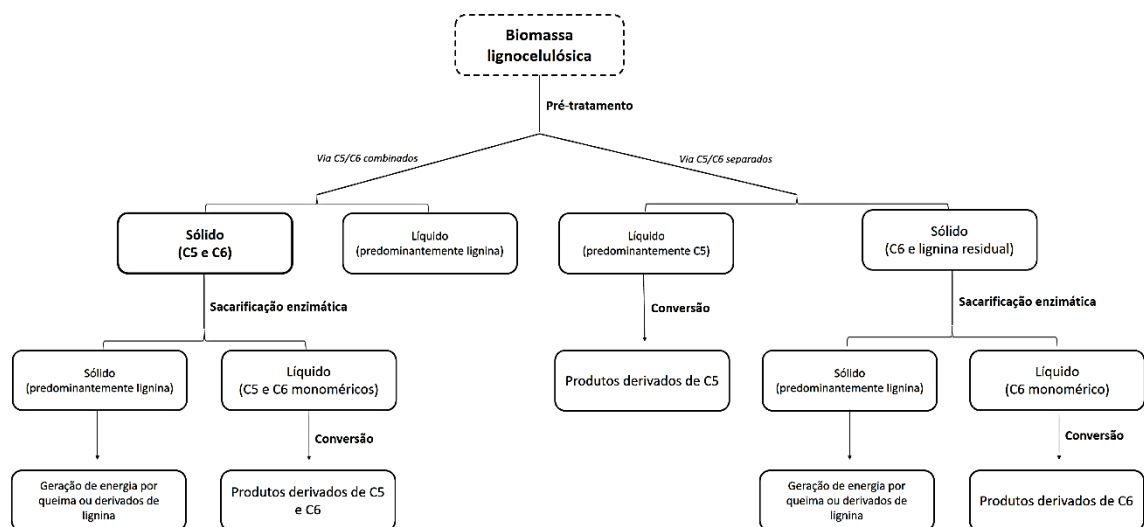 Biomassa
lignocelulósica
Pré-tratamento
Via C5/C6 combinados
Via C5/C6 separados
Sólido
(C5 e C6)
Líquido
(predominantemente lignina)
Líquido
(predominantemente C5)
Sólido
(C6 e lignina residual)
Sacarificação enzimática
Conversão
Sacarificação enzimática
Sólido
(predominantemente lignina)
Líquido
(C5 e C6 monoméricos)
Produtos derivados de C5
Sólido
(predominantemente lignina)
Líquido
(C6 monomérico)
Conversão
Conversão
Geração de energia por
queima ou derivados de
lignina
Produtos derivados de C5
e C6
Geração de energia por
queima ou derivados de
lignina
Produtos derivados de C6